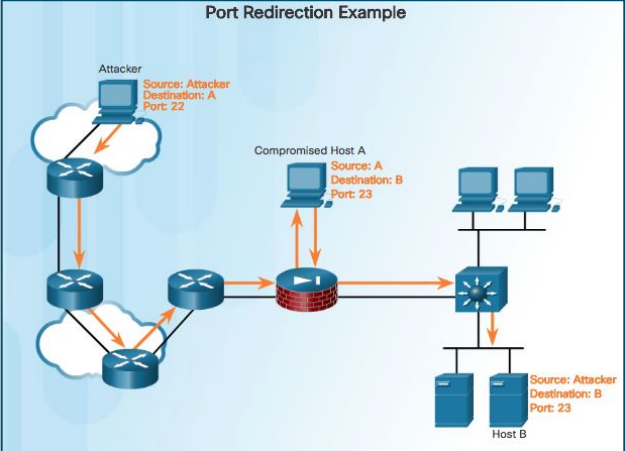 Port Redirection Example
Attacker
Source: Attacker
Destination: A
Port: 22
Compromised Host A
Source: A
Destination: B
Port: 23
Source: Attacker
Destination: B
Port: 23
Host B